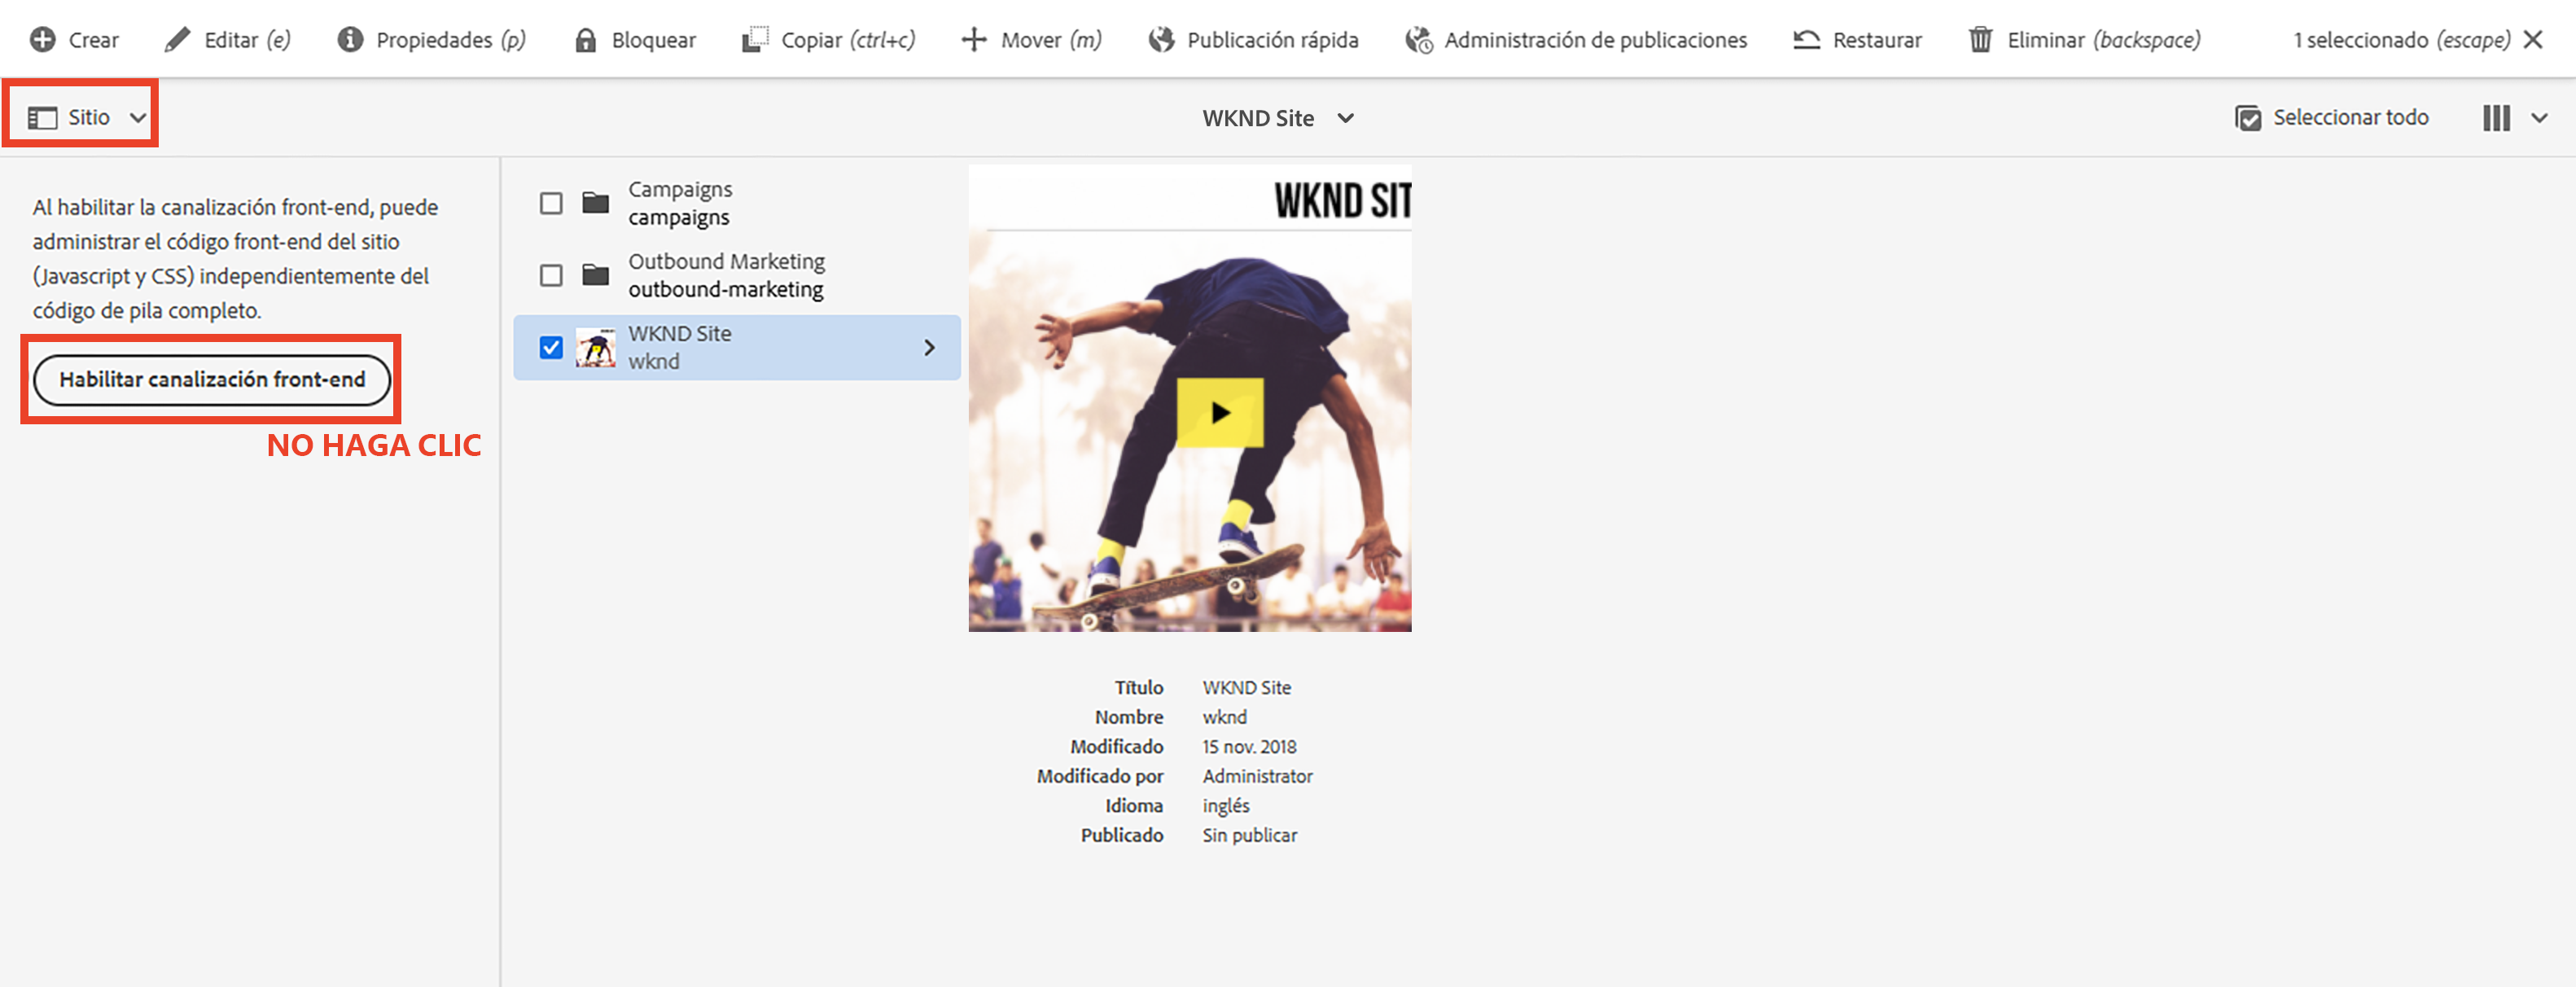 Crear
Editar (e)
Propiedades (p)
Bloquear
Copiar (ctrl+c)
Mover (m)
Publicación rápida
Administración de publicaciones
Restaurar
Eliminar (backspace)
1 seleccionado (escape)
Sitio
WKND Site
Seleccionar todo
Al habilitar la canalización front-end, puede
administrar el código front-end del sitio
(Javascript y CSS) independientemente del
código de pila completo.
Habilitar canalización front-end
NO HAGA CLIC
Campaigns
campaigns
Outbound Marketing
outbound-marketing
WKND Site
wknd
WKND SIT
Título WKND Site
Nombre wknd
Modificado 15 nov. 2018
Modificado por Administrator
Idioma inglés
Publicado Sin publicar